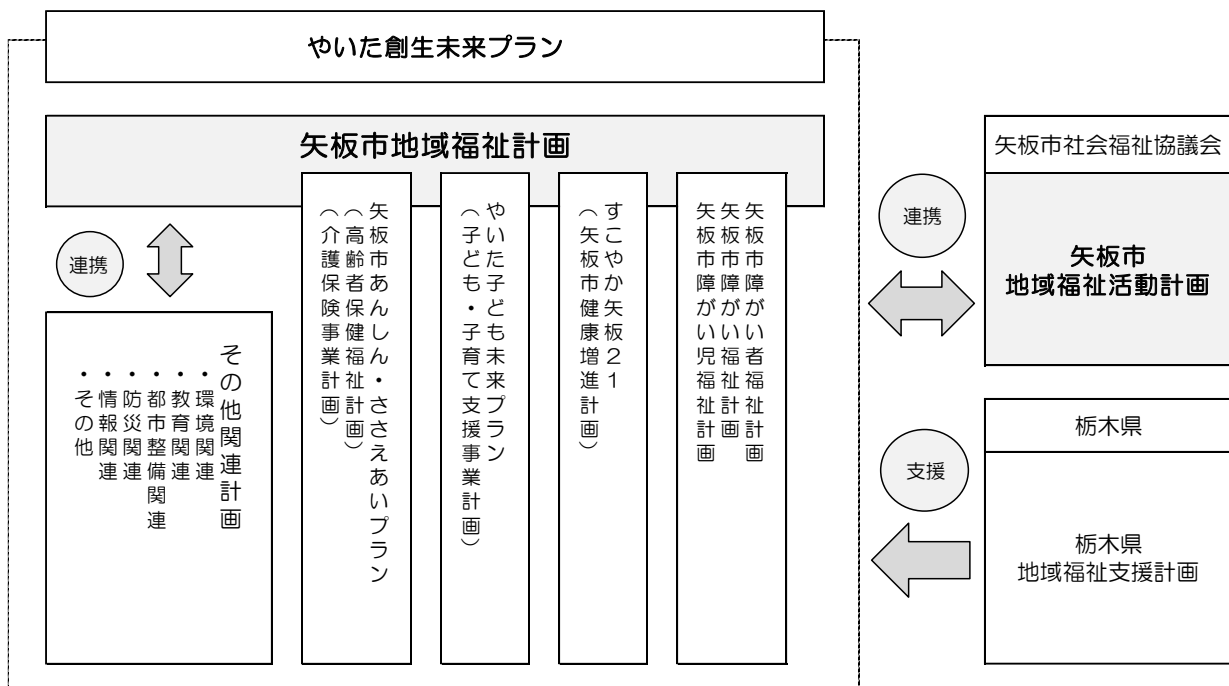 やいた創生未来プラン
矢板市地域福祉計画
連携
その他関連計画
・環境関連
・教育関連
・都市整備関連
・防災関連
・情報関連
・その他
矢板市あんしん・ささえあいプラン
（高齢者保健福祉計画）
（介護保険事業計画）
やいた子ども未来プラン
（子ども・子育て支援事業計画）
すこやか矢板２１
（矢板市健康増進計画）
矢板市障がい者福祉計画
矢板市障がい福祉計画
矢板市障がい児福祉計画
連携
矢板市社会福祉協議会
矢板市
地域福祉活動計画
支援
栃木県
栃木県
地域福祉支援計画